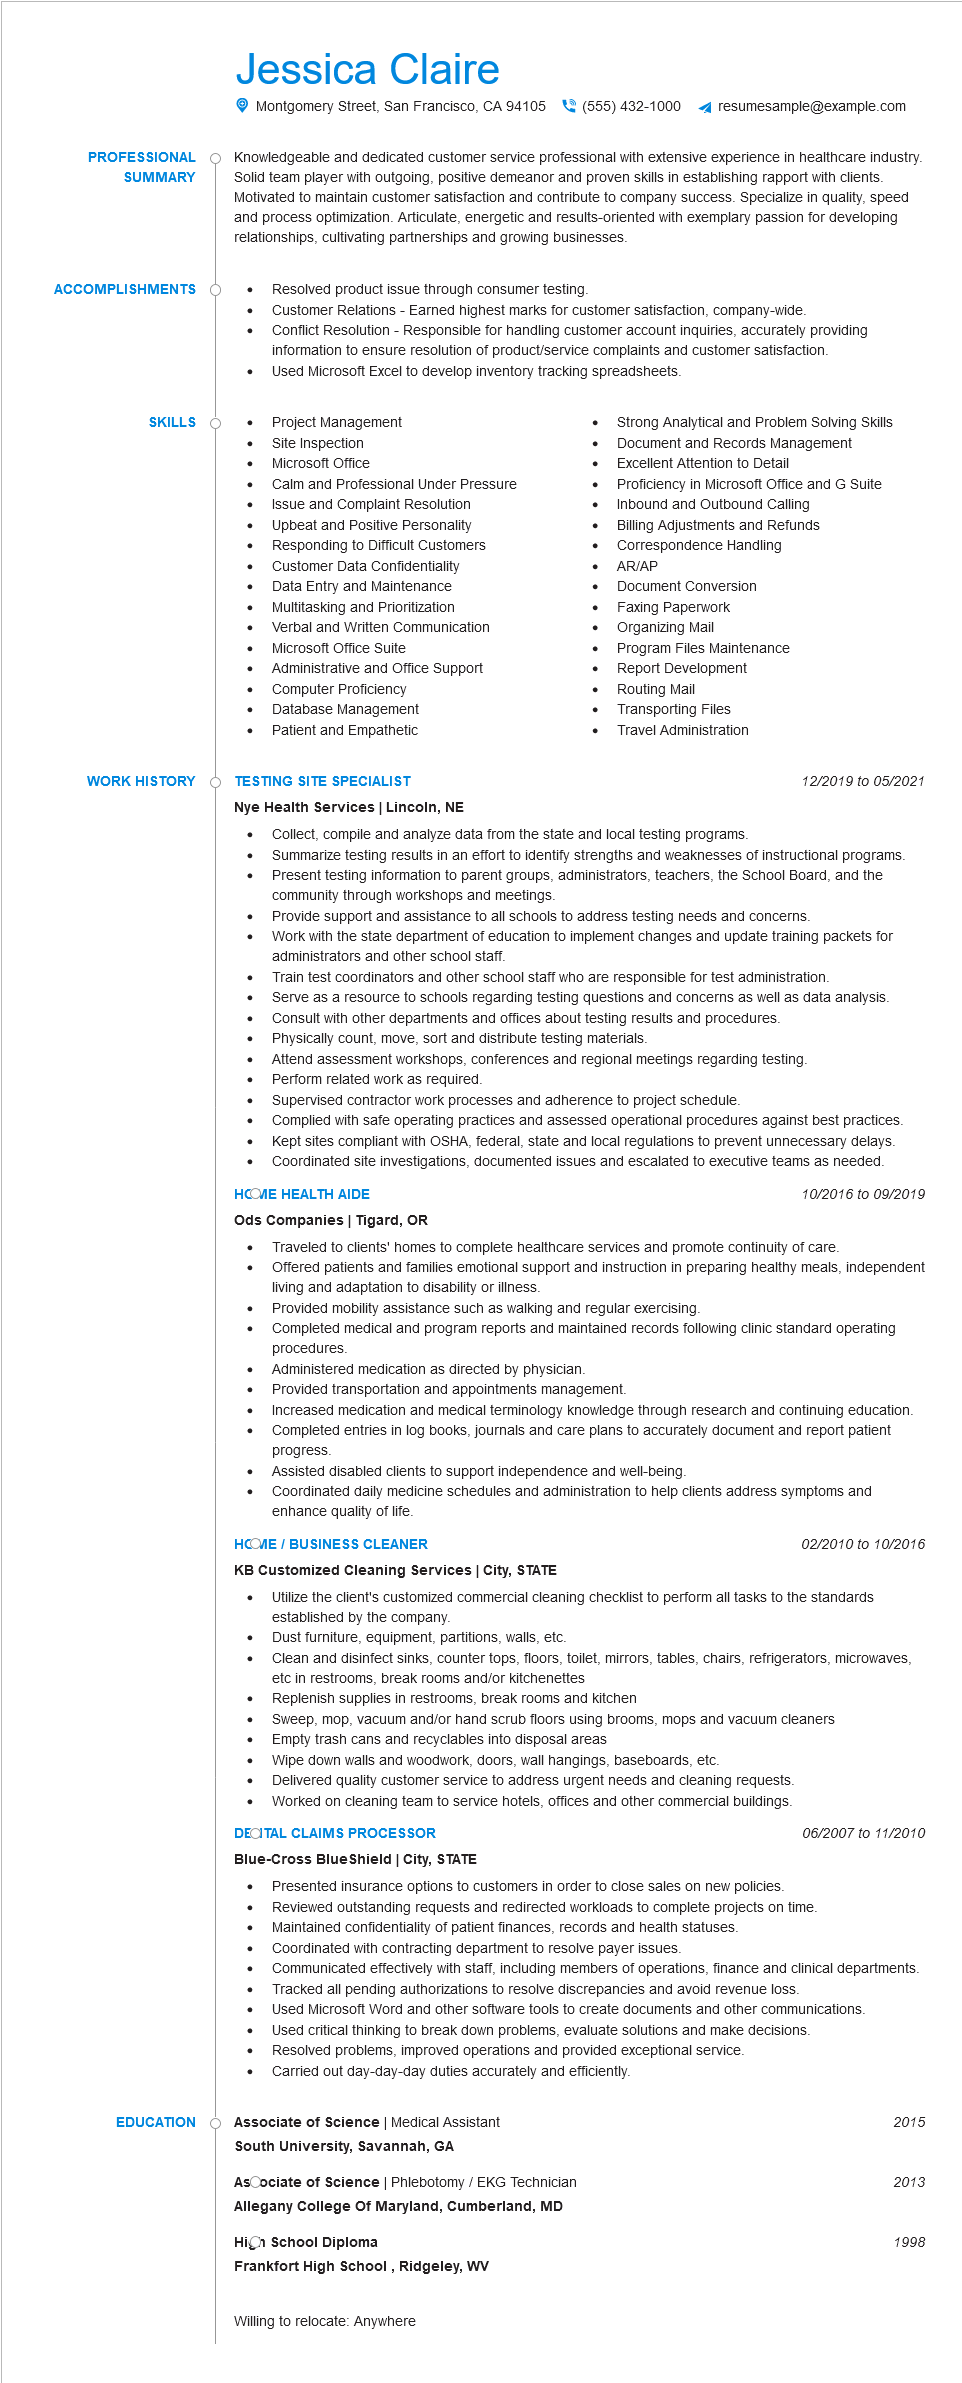 Jessica Claire
Montgomery Street, San Francisco, CA 94105 (555) 432-1000 resumesample@example.com
PROFESSIONAL SUMMARY
Knowledgeable and dedicated customer service professional with extensive experience in healthcare industry.
Solid team player with outgoing, positive demeanor and proven skills in establishing rapport with clients.
Motivated to maintain customer satisfaction and contribute to company success. Specialize in quality, speed
and process optimization. Articulate, energetic and results-oriented with exemplary passion for developing
relationships, cultivating partnerships and growing businesses.
ACCOMPLISHMENTS
• Resolved product issue through consumer testing.
• Customer Relations - Earned highest marks for customer satisfaction, company-wide.
• Conflict Resolution - Responsible for handling customer account inquiries, accurately providing
information to ensure resolution of product/service complaints and customer satisfaction.
• Used Microsoft Excel to develop inventory tracking spreadsheets.
SKILLS
• Project Management
• Site Inspection
• Microsoft Office
• Calm and Professional Under Pressure
• Issue and Complaint Resolution
• Upbeat and Positive Personality
• Responding to Difficult Customers
• Customer Data Confidentiality
• Data Entry and Maintenance
• Multitasking and Prioritization
• Verbal and Written Communication
• Microsoft Office Suite
• Administrative and Office Support
• Computer Proficiency
• Database Management
• Patient and Empathetic
• Strong Analytical and Problem Solving Skills
• Document and Records Management
• Excellent Attention to Detail
• Proficiency in Microsoft Office and G Suite
• Inbound and Outbound Calling
• Billing Adjustments and Refunds
• Correspondence Handling
• AR/AP
• Document Conversion
• Faxing Paperwork
• Organizing Mail
• Program Files Maintenance
• Report Development
• Routing Mail
• Transporting Files
• Travel Administration
WORK HISTORY
TESTING SITE SPECIALIST 12/2019 to 05/2021
Nye Health Services | Lincoln, NE
• Collect, compile and analyze data from the state and local testing programs.
• Summarize testing results in an effort to identify strengths and weaknesses of instructional programs.
• Present testing information to parent groups, administrators, teachers, the School Board, and the
community through workshops and meetings.
• Provide support and assistance to all schools to address testing needs and concerns.
• Work with the state department of education to implement changes and update training packets for
administrators and other school staff.
• Train test coordinators and other school staff who are responsible for test administration.
• Serve as a resource to schools regarding testing questions and concerns as well as data analysis.
• Consult with other departments and offices about testing results and procedures.
• Physically count, move, sort and distribute testing materials.
• Attend assessment workshops, conferences and regional meetings regarding testing.
• Perform related work as required.
• Supervised contractor work processes and adherence to project schedule.
• Complied with safe operating practices and assessed operational procedures against best practices.
• Kept sites compliant with OSHA, federal, state and local regulations to prevent unnecessary delays.
• Coordinated site investigations, documented issues and escalated to executive teams as needed.
HOME HEALTH AIDE 10/2016 to 09/2019
Ods Companies | Tigard, OR
• Traveled to clients' homes to complete healthcare services and promote continuity of care.
• Offered patients and families emotional support and instruction in preparing healthy meals, independent
living and adaptation to disability or illness.
• Provided mobility assistance such as walking and regular exercising.
• Completed medical and program reports and maintained records following clinic standard operating
procedures.
• Administered medication as directed by physician.
• Provided transportation and appointments management.
• Increased medication and medical terminology knowledge through research and continuing education.
• Completed entries in log books, journals and care plans to accurately document and report patient
progress.
• Assisted disabled clients to support independence and well-being.
• Coordinated daily medicine schedules and administration to help clients address symptoms and
enhance quality of life.
HOME / BUSINESS CLEANER 02/2010 to 10/2016
KB Customized Cleaning Services | City, STATE
• Utilize the client's customized commercial cleaning checklist to perform all tasks to the standards
established by the company.
• Dust furniture, equipment, partitions, walls, etc.
• Clean and disinfect sinks, counter tops, floors, toilet, mirrors, tables, chairs, refrigerators, microwaves,
etc in restrooms, break rooms and/or kitchenettes
• Replenish supplies in restrooms, break rooms and kitchen
• Sweep, mop, vacuum and/or hand scrub floors using brooms, mops and vacuum cleaners
• Empty trash cans and recyclables into disposal areas
• Wipe down walls and woodwork, doors, wall hangings, baseboards, etc.
• Delivered quality customer service to address urgent needs and cleaning requests.
• Worked on cleaning team to service hotels, offices and other commercial buildings.
DENTAL CLAIMS PROCESSOR 06/2007 to 11/2010
Blue-Cross BlueShield | City, STATE
• Presented insurance options to customers in order to close sales on new policies.
• Reviewed outstanding requests and redirected workloads to complete projects on time.
• Maintained confidentiality of patient finances, records and health statuses.
• Coordinated with contracting department to resolve payer issues.
• Communicated effectively with staff, including members of operations, finance and clinical departments.
• Tracked all pending authorizations to resolve discrepancies and avoid revenue loss.
• Used Microsoft Word and other software tools to create documents and other communications.
• Used critical thinking to break down problems, evaluate solutions and make decisions.
• Resolved problems, improved operations and provided exceptional service.
• Carried out day-day-day duties accurately and efficiently.
EDUCATION
Associate of Science | Medical Assistant 2015
South University, Savannah, GA
Associate of Science | Phlebotomy / EKG Technician 2013
Allegany College Of Maryland, Cumberland, MD
High School Diploma 1998
Frankfort High School , Ridgeley, WV
Willing to relocate: Anywhere